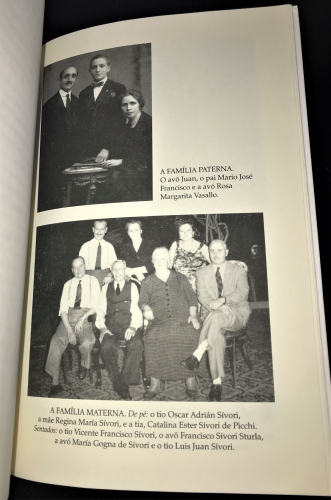 A FAMÍLIA PATERNA.
O avô Juan, o pai Mario José
Francisco e a avó Rosa
Margarita Vasallo.
A FAMÍLIA MATERNA. De pé: o tio Oscar Adrián Sívori,
a mãe Regina María Sívori, e a tia, Catalina Ester Sívori de Picchi.
Sentados: o tio Vicente Francisco Sívori, o avô Francisco Sívori Sturla,
a avó María Gogna de Sívori e o tio Luis Juan Sívori.